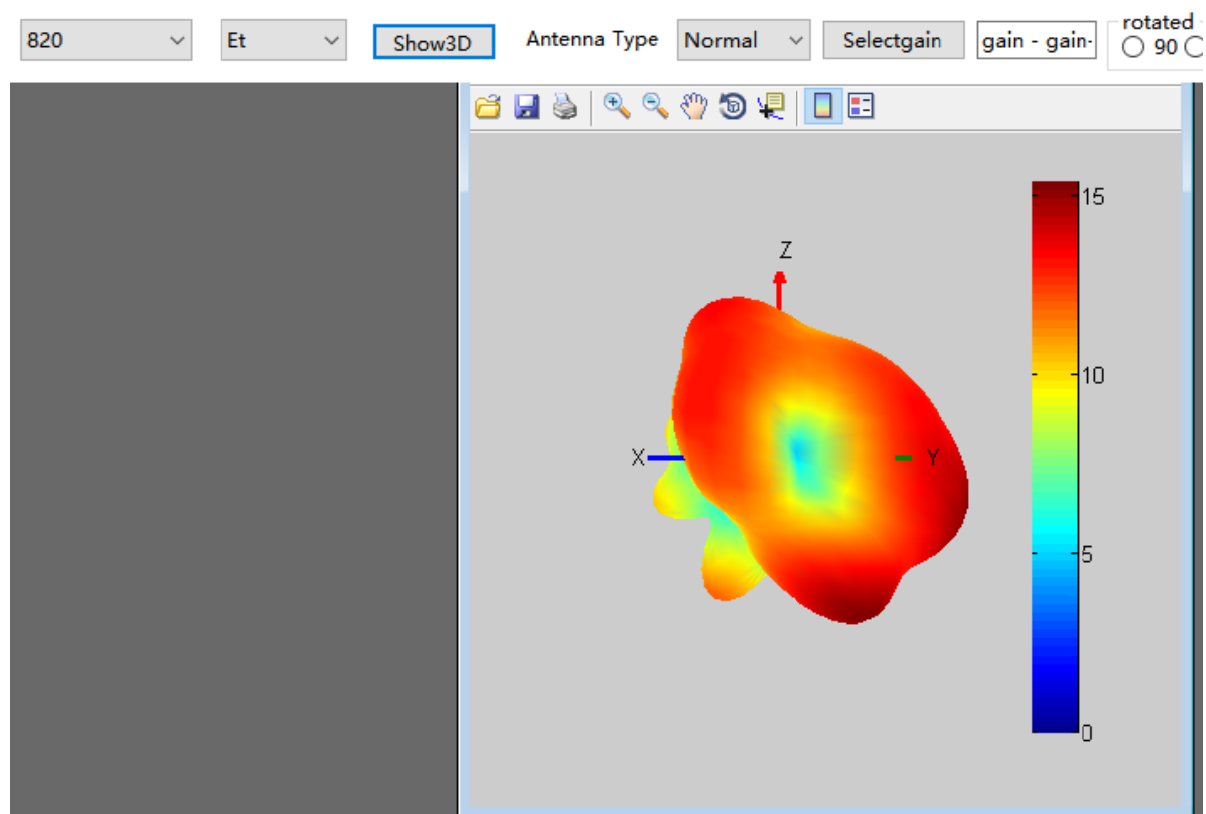 820
Et
Show3D
Antenna Type
Normal
Selectgain
gain - gain-
rotated
90
Z
X
Y
15
10
5
0